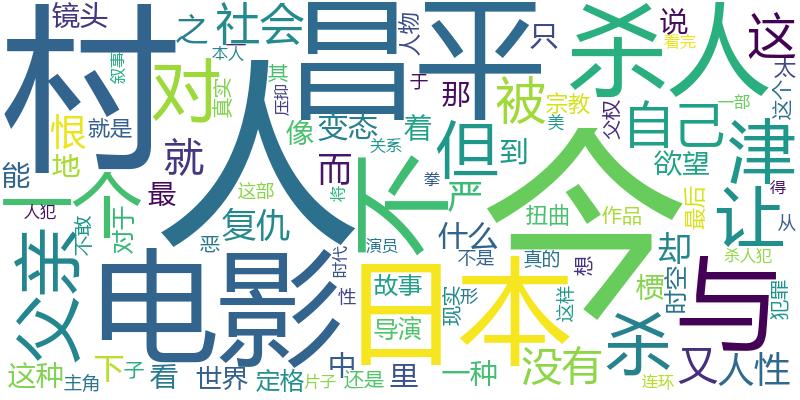 镜头
之
社会
昌平
人物
只
杀人
说
看完
这
村
人
叙事
本人
真实
其
压抑
对
于
那
被
宗教
美
太
这个
恨
地
就是
就
像
变态
着
但
到
父权
自己
一部
津
能
一个
最
而
不
关系
拳
严
令
欲望
得
人犯
不敢
对于
这部
复仇
将
扭曲
作品
最后
让
从
父亲
恶
电影
演员
时代
什么
不是
真的
想
却
杀人犯
日本
故事
性
导演
现实
形
这样
槚
时空
与
犯罪
这种
主角
下
子
看
世界
定格
中
片子
还是
里
一种
没有
杀
连环
又
人性